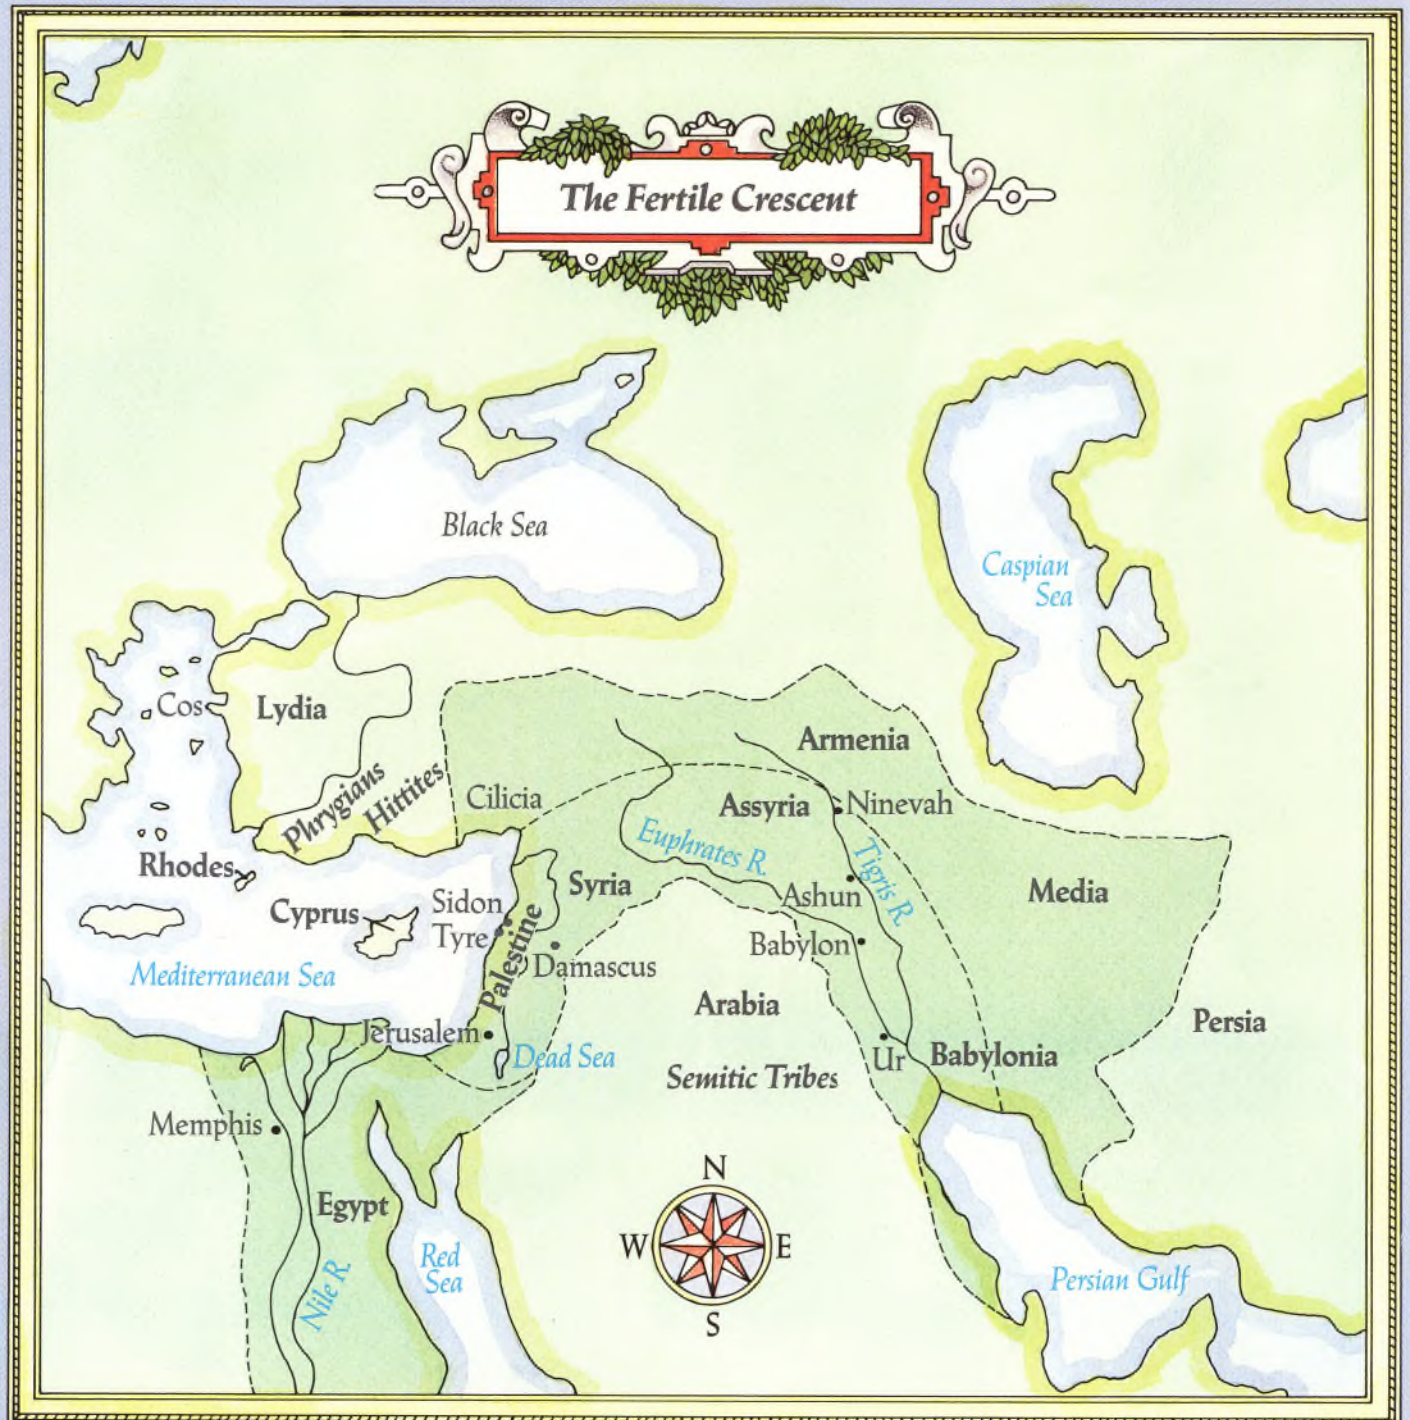 The Fertile Crescent
Black Sea
Caspian
Sea
Cos
Lydia
Armenia
Phrygians
Hittites
Cilicia
Assyria
Ninevah
Euphrates R.
Tigris R.
Rhodes
Syria
Ashun
Media
Cyprus
Sidon
Tyre
Palestine
Babylon
Damascus
Mediterranean Sea
Arabia
Persia
Jerusalem
Dead Sea
Ur
Babylonia
Semitic Tribes
Memphis
Egypt
Nile R.
Red
Sea
N
W
E
S
Persian Gulf